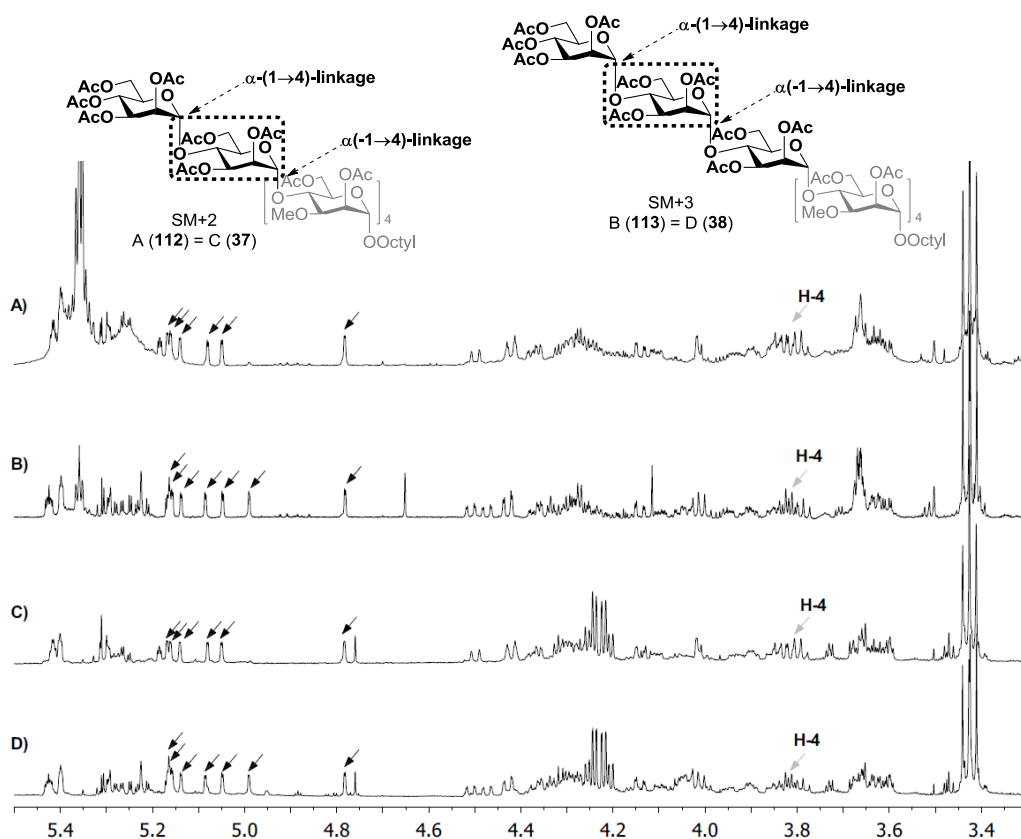 AcO OAc
AcO O
AcO
α-(1→4)-linkage
AcO OAc
O O
AcO
α(-1→4)-linkage
AcO OAc
O O
MeO
4
OOctyl
SM+2
A (112) = C (37)
AcO OAc
AcO O
AcO
α-(1→4)-linkage
AcO OAc
O O
AcO
α(-1→4)-linkage
AcO OAc
O O
AcO
AcO OAc
O O
MeO
4
OOctyl
SM+3
B (113) = D (38)
A)
H-4
B)
H-4
C)
H-4
D)
H-4
5.4 5.2 5.0 4.8 4.6 4.4 4.2 4.0 3.8 3.6 3.4